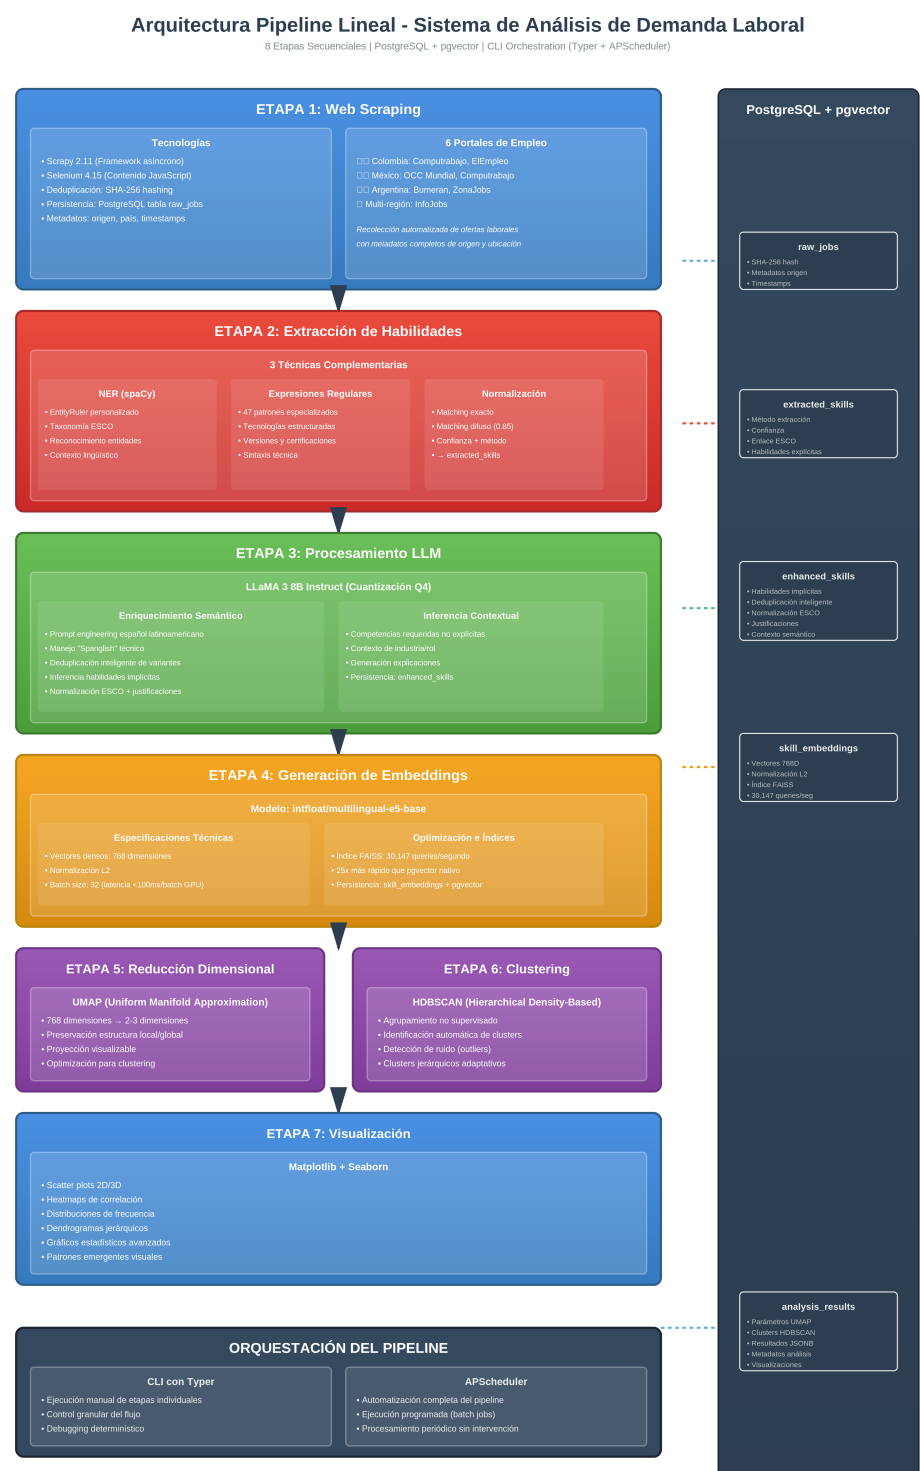 Arquitectura Pipeline Lineal - Sistema de Análisis de Demanda Laboral
8 Etapas Secuenciales | PostgreSQL + pgvector | CLI Orchestration (Typer + APScheduler)
ETAPA 1: Web Scraping
Tecnologías
• Scrapy 2.11 (Framework asíncrono)
• Selenium 4.15 (Contenido JavaScript)
• Deduplicación: SHA-256 hashing
• Persistencia: PostgreSQL tabla raw_jobs
• Metadatos: origen, país, timestamps
6 Portales de Empleo
Colombia: Computrabajo, ElEmpleo
México: OCC Mundial, Computrabajo
Argentina: Bumeran, ZonaJobs
Multi-región: InfoJobs
Recolección automatizada de ofertas laborales
con metadatos completos de origen y ubicación
ETAPA 2: Extracción de Habilidades
3 Técnicas Complementarias
NER (spaCy)
• EntityRuler personalizado
• Taxonomía ESCO
• Reconocimiento entidades
• Contexto lingüístico
Expresiones Regulares
• 47 patrones especializados
• Tecnologías estructuradas
• Versiones y certificaciones
• Sintaxis técnica
Normalización
• Matching exacto
• Matching difuso (0.85)
• Confianza + método
• → extracted_skills
ETAPA 3: Procesamiento LLM
LLaMA 3 8B Instruct (Cuantización Q4)
Enriquecimiento Semántico
• Prompt engineering español latinoamericano
• Manejo "Spanglish" técnico
• Deduplicación inteligente de variantes
• Inferencia habilidades implícitas
• Normalización ESCO + justificaciones
Inferencia Contextual
• Competencias requeridas no explícitas
• Contexto de industria/rol
• Generación explicaciones
• Persistencia: enhanced_skills
ETAPA 4: Generación de Embeddings
Modelo: intfloat/multilingual-e5-base
Especificaciones Técnicas
• Vectores densos: 768 dimensiones
• Normalización L2
• Batch size: 32 (latencia <100ms/batch GPU)
Optimización e Índices
• Índice FAISS: 30,147 queries/segundo
• 25x más rápido que pgvector nativo
• Persistencia: skill_embeddings + pgvector
ETAPA 5: Reducción Dimensional
UMAP (Uniform Manifold Approximation)
• 768 dimensiones → 2-3 dimensiones
• Preservación estructura local/global
• Proyección visualizable
• Optimización para clustering
ETAPA 6: Clustering
HDBSCAN (Hierarchical Density-Based)
• Agrupamiento no supervisado
• Identificación automática de clusters
• Detección de ruido (outliers)
• Clusters jerárquicos adaptativos
ETAPA 7: Visualización
Matplotlib + Seaborn
• Scatter plots 2D/3D
• Heatmaps de correlación
• Distribuciones de frecuencia
• Dendrogramas jerárquicos
• Gráficos estadísticos avanzados
• Patrones emergentes visuales
ORQUESTACIÓN DEL PIPELINE
CLI con Typer
• Ejecución manual de etapas individuales
• Control granular del flujo
• Debugging determinístico
APScheduler
• Automatización completa del pipeline
• Ejecución programada (batch jobs)
• Procesamiento periódico sin intervención
PostgreSQL + pgvector
raw_jobs
• SHA-256 hash
• Metadatos origen
• Timestamps
extracted_skills
• Método extracción
• Confianza
• Enlace ESCO
• Habilidades explícitas
enhanced_skills
• Habilidades implícitas
• Deduplicación inteligente
• Normalización ESCO
• Justificaciones
• Contexto semántico
skill_embeddings
• Vectores 768D
• Normalización L2
• Índice FAISS
• 30,147 queries/seg
analysis_results
• Parámetros UMAP
• Clusters HDBSCAN
• Resultados JSONB
• Metadatos análisis
• Visualizaciones